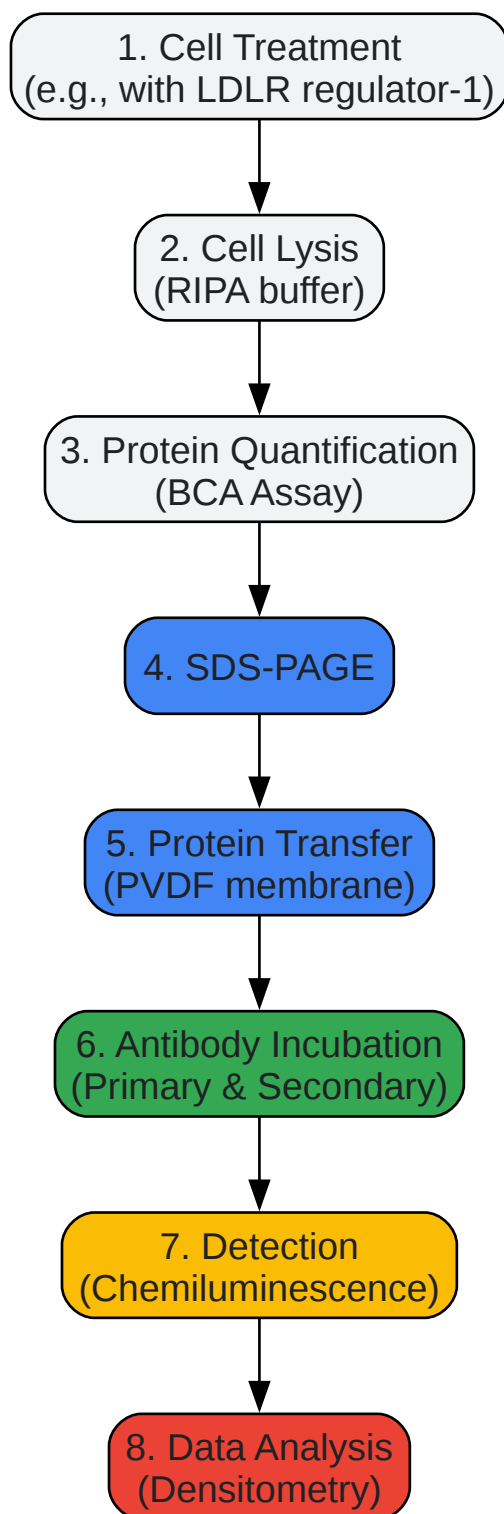 1. Cell Treatment
(e.g., with LDLR regulator-1)
2. Cell Lysis
(RIPA buffer)
3. Protein Quantification
(BCA Assay)
4. SDS-PAGE
5. Protein Transfer
(PVDF membrane)
6. Antibody Incubation
(Primary & Secondary)
7. Detection
(Chemiluminescence)
8. Data Analysis
(Densitometry)